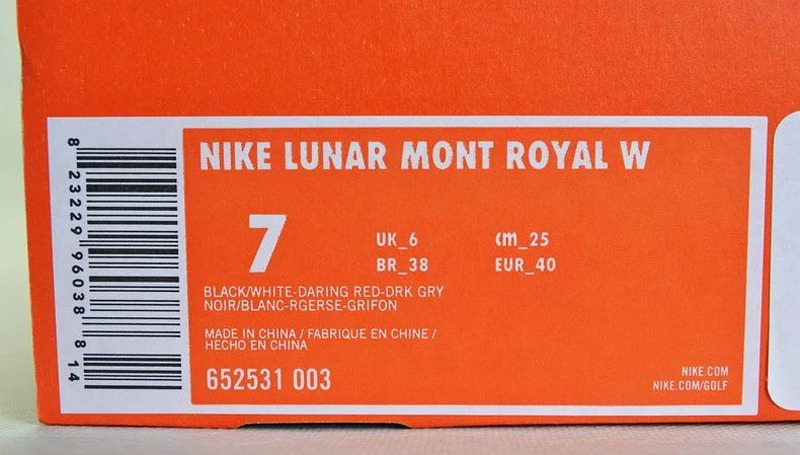 8 23229 96038 8 14
NIKE LUNAR MONT ROYAL W
7
UK_6 cm_25
BR_38 EUR_40
BLACK/WHITE-DARING RED-DRK GRY
NOIR/BLANC-RGERSE-GRIFON
MADE IN CHINA / FABRIQUE EN CHINE /
HECHO EN CHINA
652531 003
NIKE.COM
NIKE.COM/GOLF